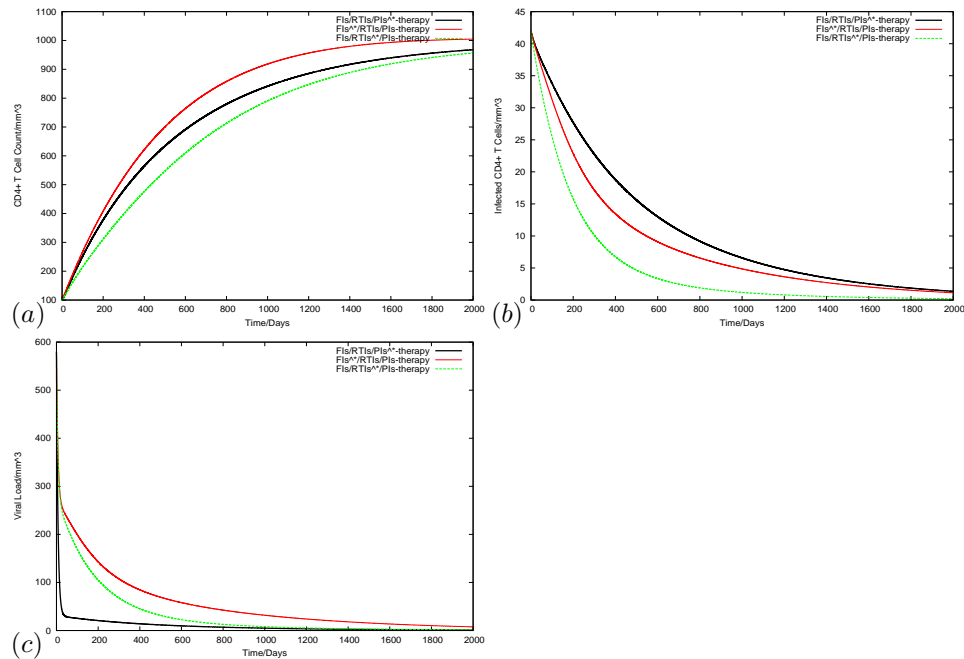 FIs/RTIs/PIs^*-therapy
FIs^*/RTIs/PIs-therapy
FIs/RTIs^*/PIs-therapy
1100
1000
900
800
700
600
500
400
300
200
100
CD4+ T Cell Count/mm^3
0 200 400 600 800 1000 1200 1400 1600 1800 2000
Time/Days
(a)
FIs/RTIs/PIs^*-therapy
FIs^*/RTIs/PIs-therapy
FIs/RTIs^*/PIs-therapy
45
40
35
30
25
20
15
10
5
0
Infected CD4+ T Cells/mm^3
0 200 400 600 800 1000 1200 1400 1600 1800 2000
Time/Days
(b)
FIs/RTIs/PIs^*-therapy
FIs^*/RTIs/PIs-therapy
FIs/RTIs^*/PIs-therapy
600
500
400
300
200
100
0
Viral Load/mm^3
0 200 400 600 800 1000 1200 1400 1600 1800 2000
Time/Days
(c)